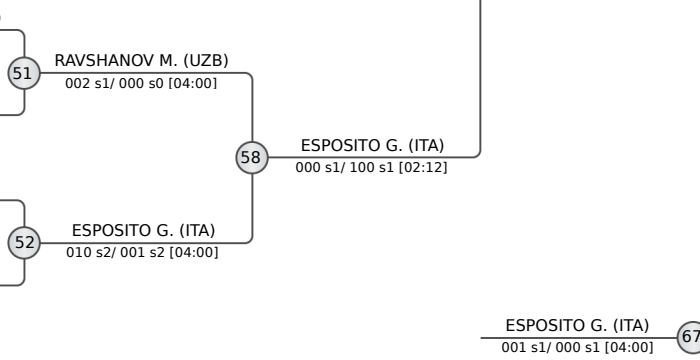 RAVSHANOV M. (UZB)
51
002 s1/ 000 s0 [04:00]
ESPOSITO G. (ITA)
58
000 s1/ 100 s1 [02:12]
ESPOSITO G. (ITA)
52
010 s2/ 001 s2 [04:00]
ESPOSITO G. (ITA)
67
001 s1/ 000 s1 [04:00]